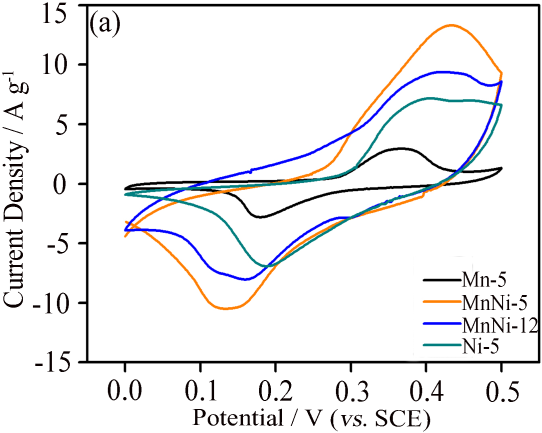 (a)
15
10
5
0
-5
-10
-15
Current Density / A g⁻¹
Mn-5
MnNi-5
MnNi-12
Ni-5
0.0 0.1 0.2 0.3 0.4 0.5
Potential / V (vs. SCE)